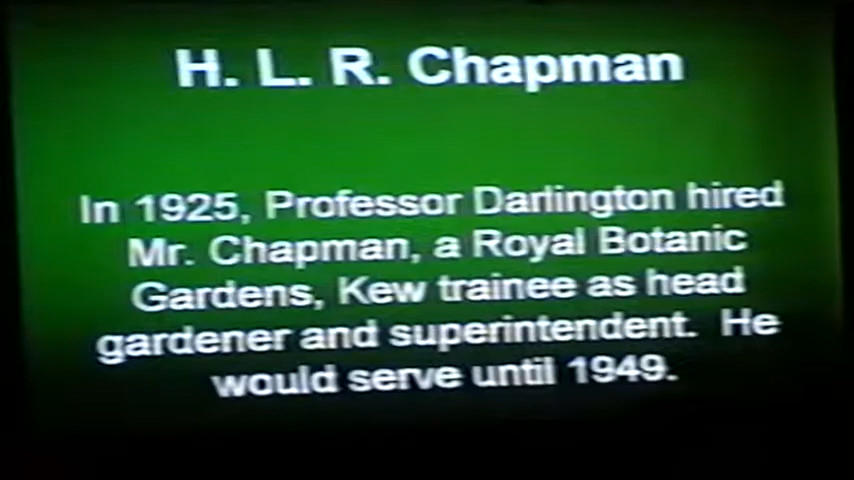 H. L. R. Chapman
In 1925, Professor Darlington hired
Mr. Chapman, a Royal Botanic
Gardens, Kew trainee as head
gardener and superintendent.  He
would serve until 1949.